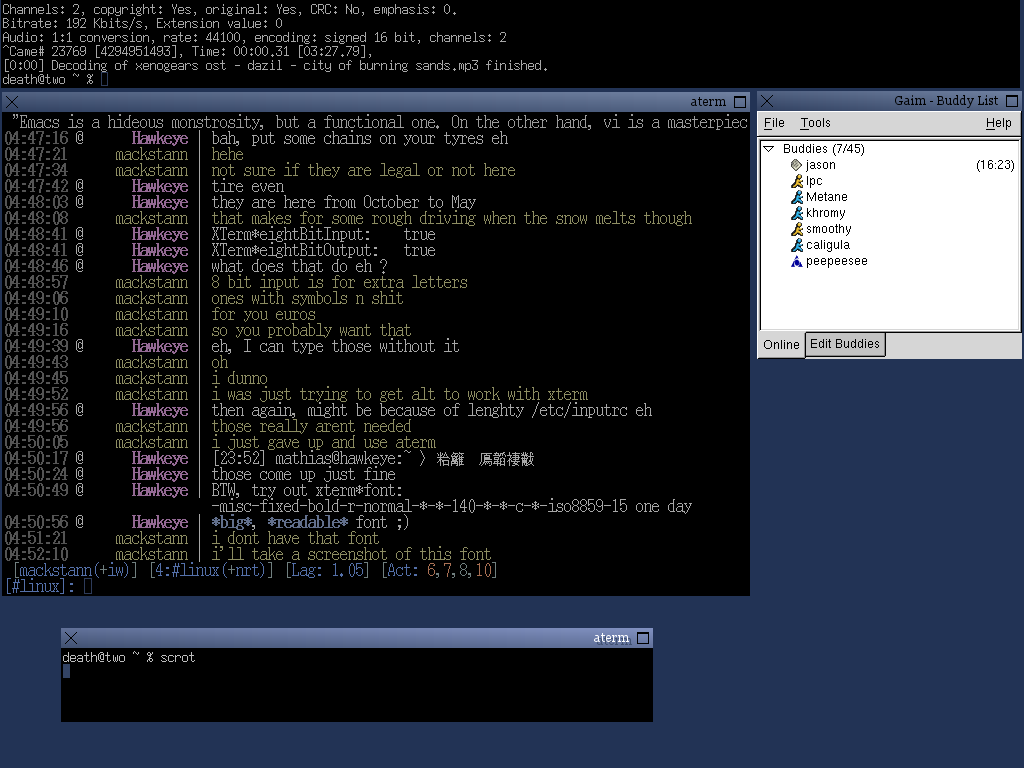 Channels: 2, copyright: Yes, original: Yes, CRC: No, emphasis: 0.
Bitrate: 192 Kbits/s, Extension value: 0
Audio: 1:1 conversion, rate: 44100, encoding: signed 16 bit, channels: 2
^Came# 23769 [4294951493], Time: 00:00.31 [03:27.79],
[0:00] Decoding of xenogears ost - dazil - city of burning sands.mp3 finished.
death@two ~ %
aterm
"Emacs is a hideous monstrosity, but a functional one. On the other hand, vi is a masterpiec
04:47:16 @ Hawkeye | bah, put some chains on your tyres eh
04:47:21 mackstann | hehe
04:47:34 mackstann | not sure if they are legal or not here
04:47:42 @ Hawkeye | tire even
04:48:03 @ Hawkeye | they are here from October to May
04:48:08 mackstann | that makes for some rough driving when the snow melts though
04:48:41 @ Hawkeye | XTerm*eightBitInput: true
04:48:41 @ Hawkeye | XTerm*eightBitOutput: true
04:48:46 @ Hawkeye | what does that do eh ?
04:48:57 mackstann | 8 bit input is for extra letters
04:49:06 mackstann | ones with symbols n shit
04:49:10 mackstann | for you euros
04:49:16 mackstann | so you probably want that
04:49:39 @ Hawkeye | eh, I can type those without it
04:49:43 mackstann | oh
04:49:45 mackstann | i dunno
04:49:52 mackstann | i was just trying to get alt to work with xterm
04:49:56 @ Hawkeye | then again, might be because of lenghty /etc/inputrc eh
04:49:56 mackstann | those really arent needed
04:50:05 mackstann | i just gave up and use aterm
04:50:17 @ Hawkeye | [23:52] mathias@hawkeye:~ 〉
04:50:24 @ Hawkeye | those come up just fine
04:50:49 @ Hawkeye | BTW, try out xterm*font:
-misc-fixed-bold-r-normal-*-*-140-*-*-c-*-iso8859-15 one day
04:50:56 @ Hawkeye | *big*, *readable* font ;)
04:51:21 mackstann | i dont have that font
04:52:10 mackstann | i'll take a screenshot of this font
[mackstann(+iw)] [4:#linux(+nrt)] [Lag: 1.05] [Act: 6,7,8,10]
[#linux]:
Gaim - Buddy List
File Tools Help
Buddies (7/45)
jason (16:23)
lpc
Metane
khromy
smoothy
caligula
peepeesee
Online Edit Buddies
aterm
death@two ~ % scrot